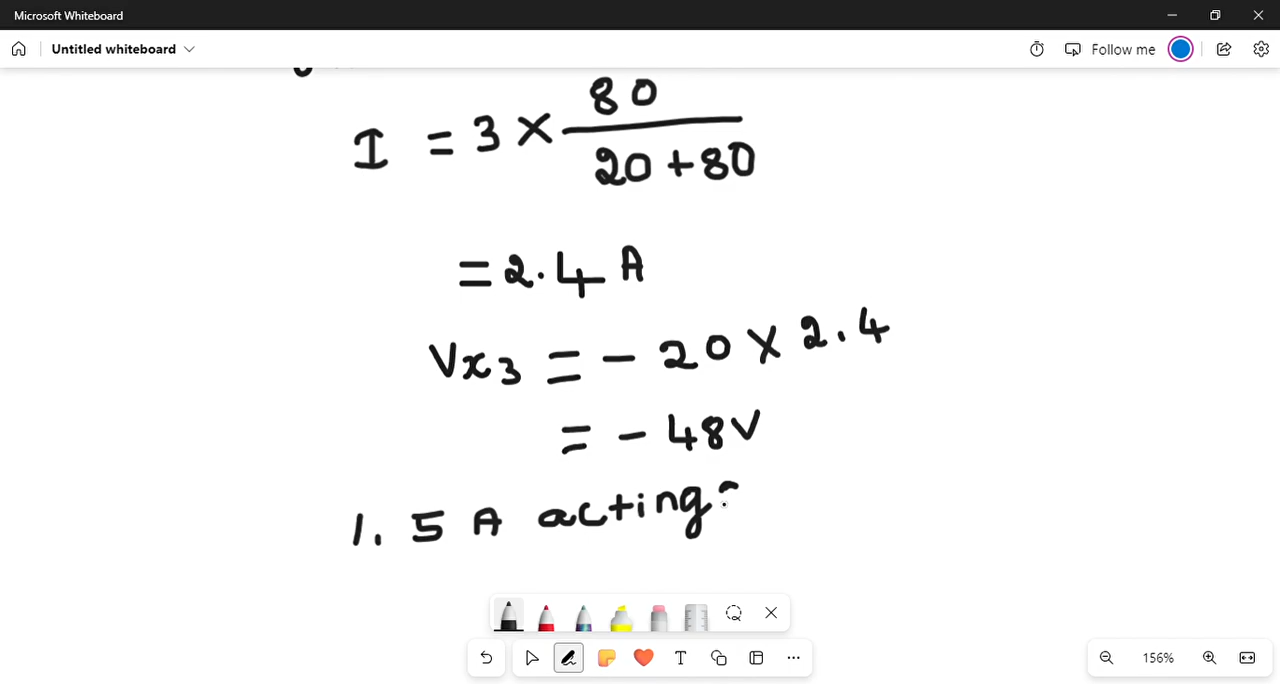 Microsoft Whiteboard
Untitled whiteboard
Follow me
I = 3 × 80 / 20 + 80
= 2.4 A
Vx3 = - 20 × 2.4
= - 48V
1. 5 A acting
156%